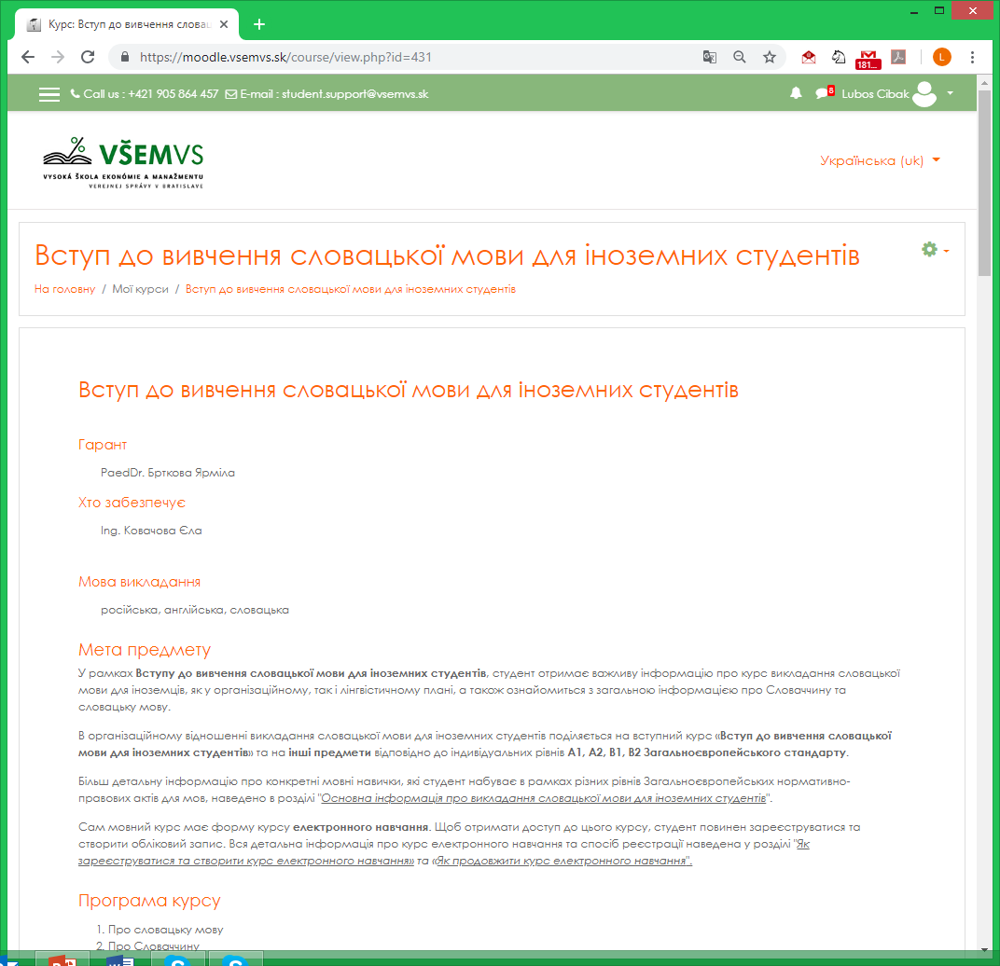 Курс: Вступ до вивчення слова
https://moodle.vsemvs.sk/course/view.php?id=431
181...
L
Call us : +421 905 864 457 E-mail : student.support@vsemvs.sk
8 Lubos Cibak
VŠEMVS
VYSOKÁ ŠKOLA EKONÓMIE A MANAŽMENTU
VEREJNEJ SPRÁVY V BRATISLAVE
Українська (uk)
Вступ до вивчення словацької мови для іноземних студентів
На головну / Мої курси / Вступ до вивчення словацької мови для іноземних студентів
Вступ до вивчення словацької мови для іноземних студентів
Гарант
PaedDr. Брткова Ярміла
Хто забезпечує
Ing. Ковачова Єла
Мова викладання
російська, англійська, словацька
Мета предмету
У рамках Вступу до вивчення словацької мови для іноземних студентів, студент отримає важливу інформацію про курс викладання словацької
мови для іноземців, як у організаційному, так і лінгвістичному плані, а також ознайомиться з загальною інформацією про Словаччину та
словацьку мову.
В організаційному відношенні викладання словацької мови для іноземних студентів поділяється на вступний курс «Вступ до вивчення словацької
мови для іноземних студентів» та на інші предмети відповідно до індивідуальних рівнів A1, A2, B1, B2 Загальноєвропейського стандарту.
Більш детальну інформацію про конкретні мовні навички, які студент набуває в рамках різних рівнів Загальноєвропейських нормативно-
правових актів для мов, наведено в розділі "Основна інформація про викладання словацької мови для іноземних студентів".
Сам мовний курс має форму курсу електронного навчання. Щоб отримати доступ до цього курсу, студент повинен зареєструватися та
створити обліковий запис. Вся детальна інформація про курс електронного навчання та спосіб реєстрації наведена у розділі "Як
зареєструватися та створити курс електронного навчання» та «Як продовжити курс електронного навчання".
Програма курсу
1. Про словацьку мову
2. Про Словаччину